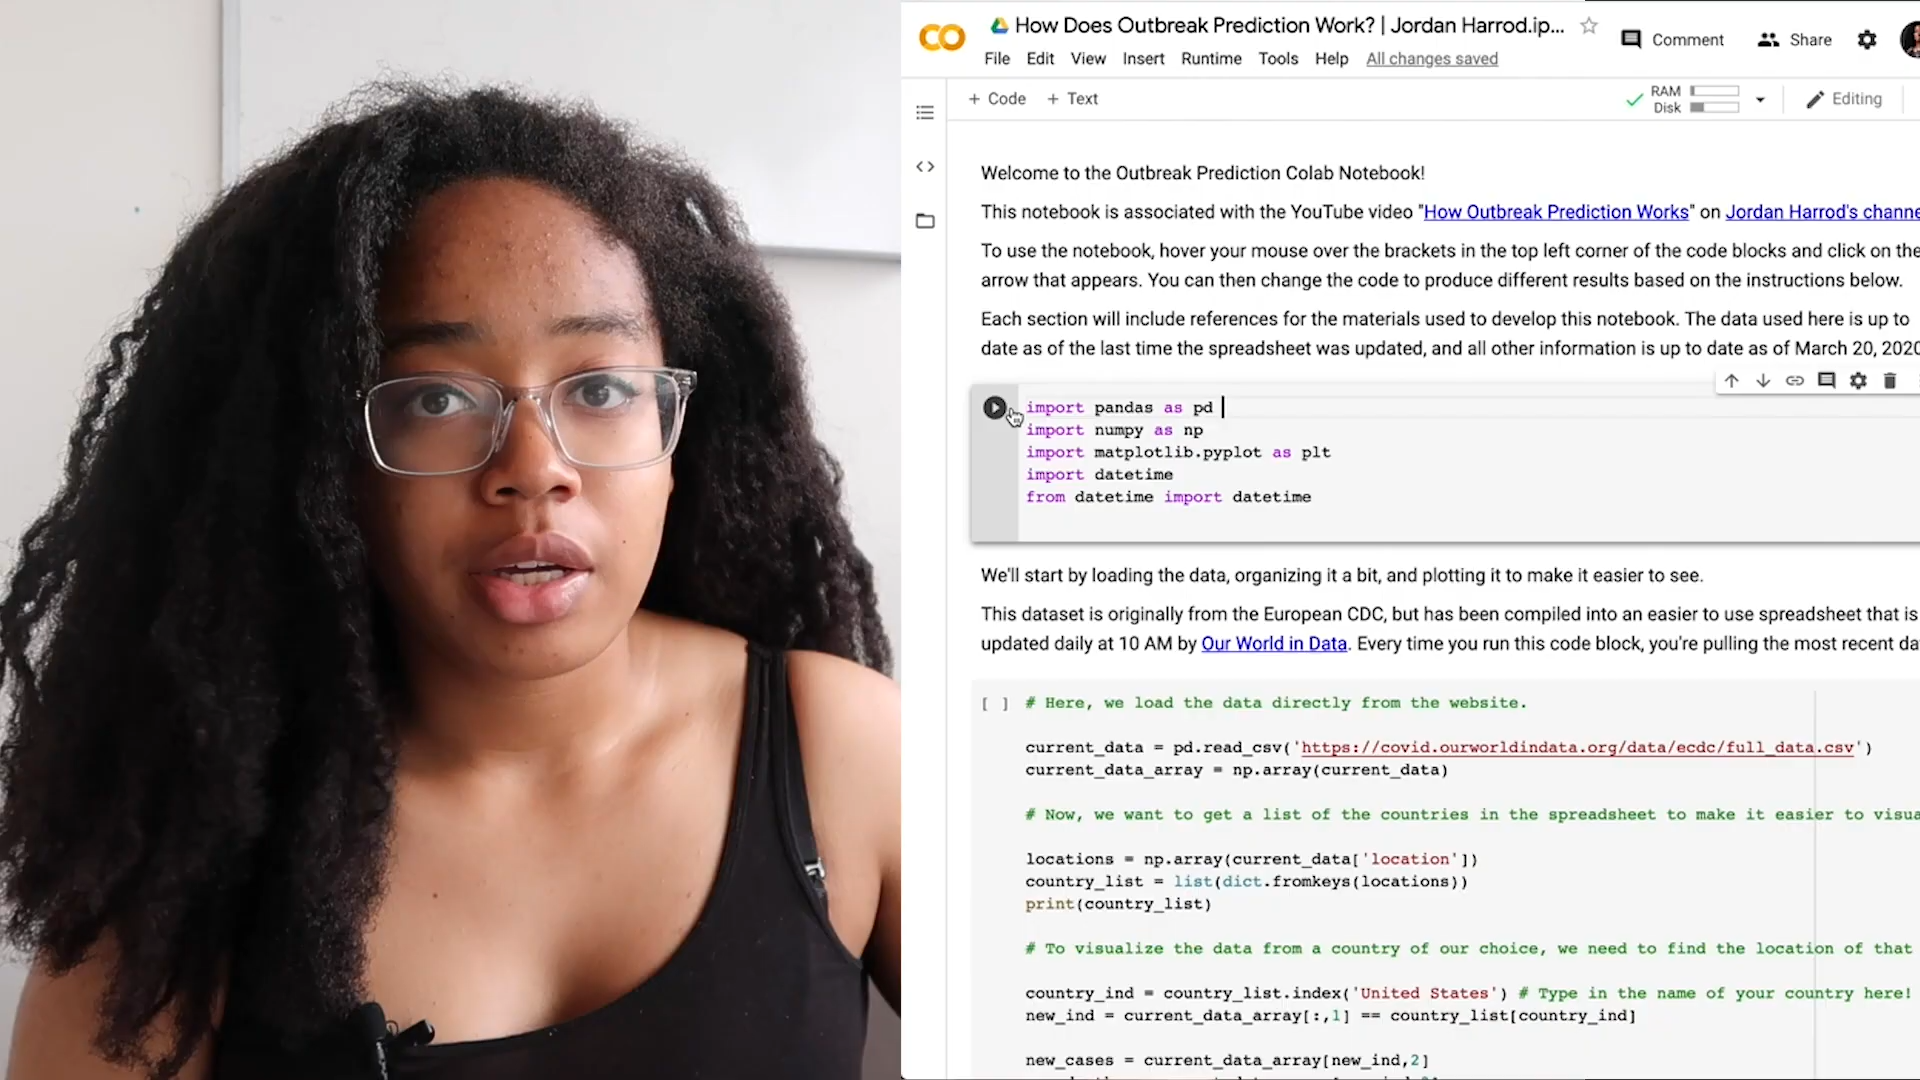 How Does Outbreak Prediction Work? | Jordan Harrod.ip...
Comment
Share
File Edit View Insert Runtime Tools Help All changes saved
+ Code + Text
RAM
Disk
Editing
Welcome to the Outbreak Prediction Colab Notebook!
This notebook is associated with the YouTube video "How Outbreak Prediction Works" on Jordan Harrod's channe
To use the notebook, hover your mouse over the brackets in the top left corner of the code blocks and click on the
arrow that appears. You can then change the code to produce different results based on the instructions below.
Each section will include references for the materials used to develop this notebook. The data used here is up to
date as of the last time the spreadsheet was updated, and all other information is up to date as of March 20, 2020
import pandas as pd
import numpy as np
import matplotlib.pyplot as plt
import datetime
from datetime import datetime
We'll start by loading the data, organizing it a bit, and plotting it to make it easier to see.
This dataset is originally from the European CDC, but has been compiled into an easier to use spreadsheet that is
updated daily at 10 AM by Our World in Data. Every time you run this code block, you're pulling the most recent da
[ ] # Here, we load the data directly from the website.
current_data = pd.read_csv('https://covid.ourworldindata.org/data/ecdc/full_data.csv')
current_data_array = np.array(current_data)
# Now, we want to get a list of the countries in the spreadsheet to make it easier to visua
locations = np.array(current_data['location'])
country_list = list(dict.fromkeys(locations))
print(country_list)
# To visualize the data from a country of our choice, we need to find the location of that
country_ind = country_list.index('United States') # Type in the name of your country here!
new_ind = current_data_array[:,1] == country_list[country_ind]
new_cases = current_data_array[new_ind,2]